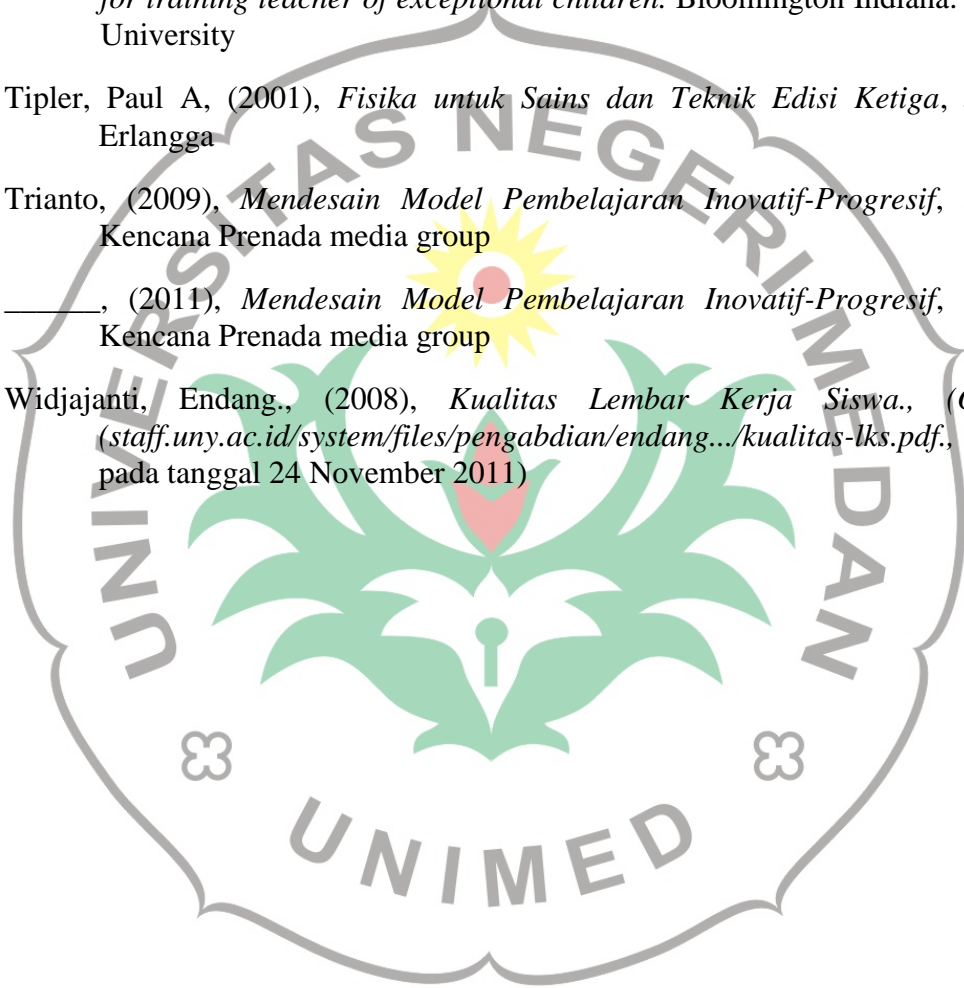 for training teacher of exceptional children. Bloomington Indiana:
University
Tipler, Paul A, (2001), Fisika untuk Sains dan Teknik Edisi Ketiga,
Erlangga
Trianto, (2009), Mendesain Model Pembelajaran Inovatif-Progresif,
Kencana Prenada media group
______, (2011), Mendesain Model Pembelajaran Inovatif-Progresif,
Kencana Prenada media group
Widjajanti, Endang., (2008), Kualitas Lembar Kerja Siswa.,
(staff.uny.ac.id/system/files/pengabdian/endang.../kualitas-lks.pdf.,
pada tanggal 24 November 2011)
UNIVERSITAS NEGERI MEDAN
UNIMED